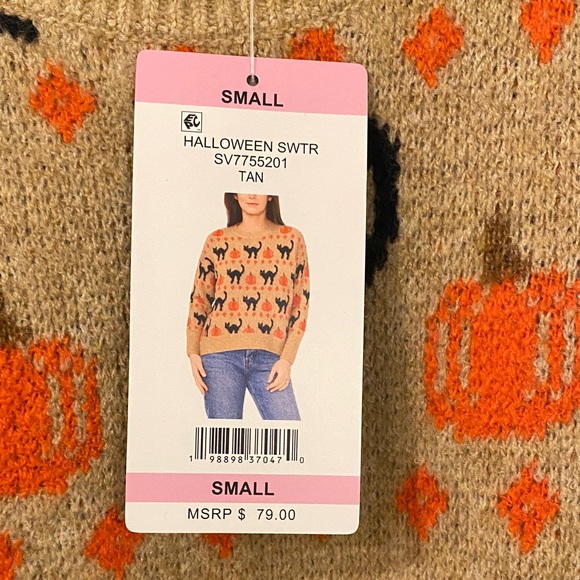 SMALL
HALLOWEEN SWTR
SV7755201
TAN
1 98898 37047 0
SMALL
MSRP $ 79.00